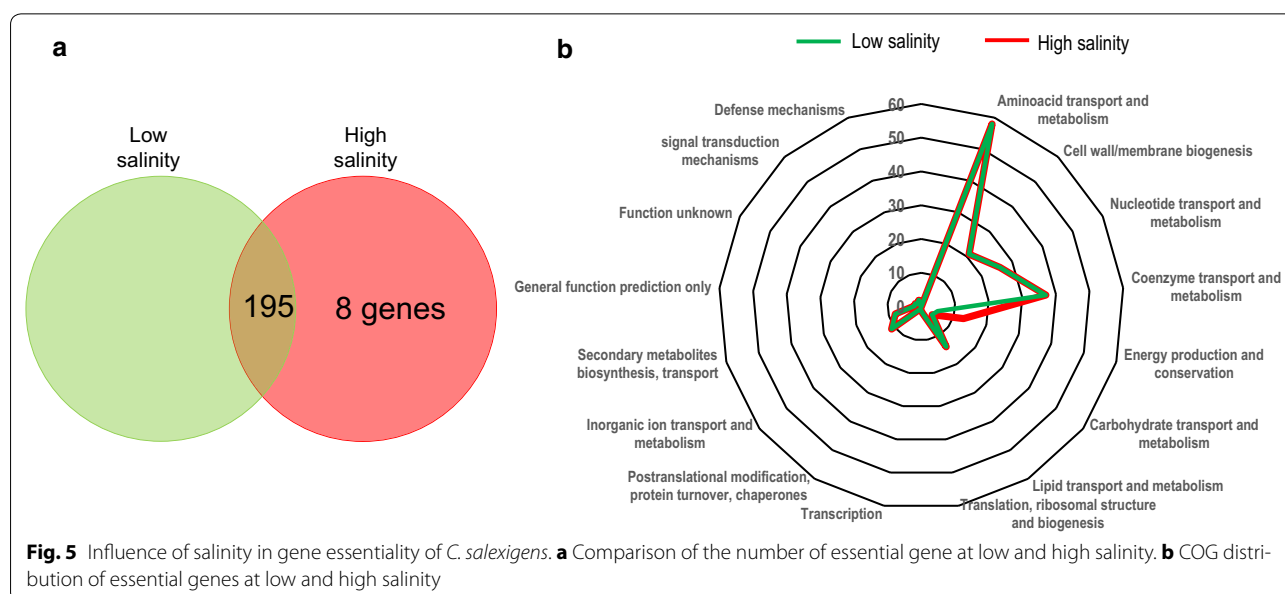 a
Low
salinity
High
salinity
195
8 genes
b
Low salinity
High salinity
60
50
40
30
20
10
0
Aminoacid transport and
metabolism
Cell wall/membrane biogenesis
Nucleotide transport and
metabolism
Coenzyme transport and
metabolism
Energy production and
conservation
Carbohydrate transport and
metabolism
Lipid transport and metabolism
Translation, ribosomal structure
and biogenesis
Transcription
Postranslational modification,
protein turnover, chaperones
Inorganic ion transport and
metabolism
Secondary metabolites
biosynthesis, transport
General function prediction only
Function unknown
signal transduction
mechanisms
Defense mechanisms
Fig. 5 Influence of salinity in gene essentiality of C. salexigens. a Comparison of the number of essential gene at low and high salinity. b COG distri-
bution of essential genes at low and high salinity